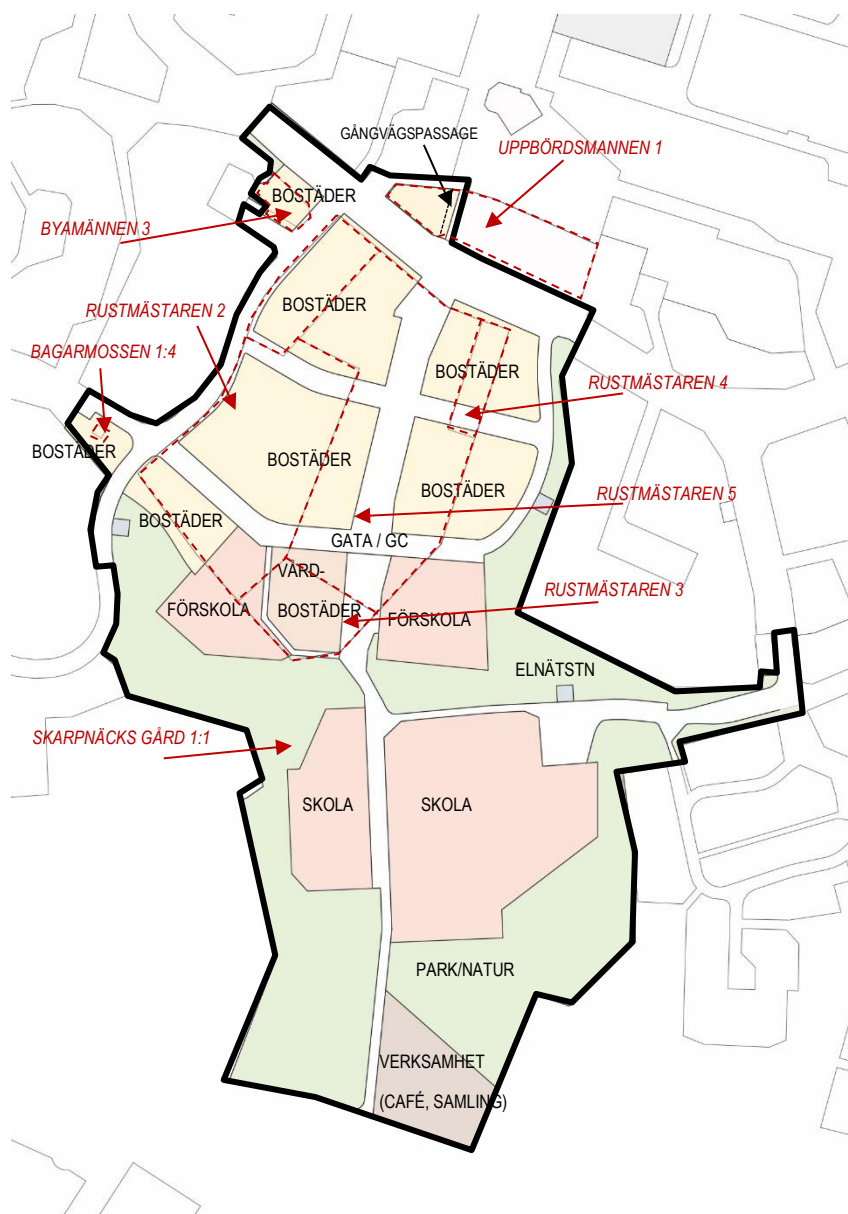 GÅNGVÄGSPASSAGE
UPPBÖRDSMANNEN 1
BOSTÄDER
BYAMÄNNEN 3
RUSTMÄSTAREN 2
BOSTÄDER
BAGARMOSSEN 1:4
BOSTÄDER
RUSTMÄSTAREN 4
BOSTÄDER
BOSTÄDER
BOSTÄDER
RUSTMÄSTAREN 5
BOSTÄDER
GATA / GC
VÅRD-
BOSTÄDER
RUSTMÄSTAREN 3
FÖRSKOLA
FÖRSKOLA
ELNÄTSTN
SKARPNÄCKS GÅRD 1:1
SKOLA
SKOLA
PARK/NATUR
VERKSAMHET
(CAFÉ, SAMLING)